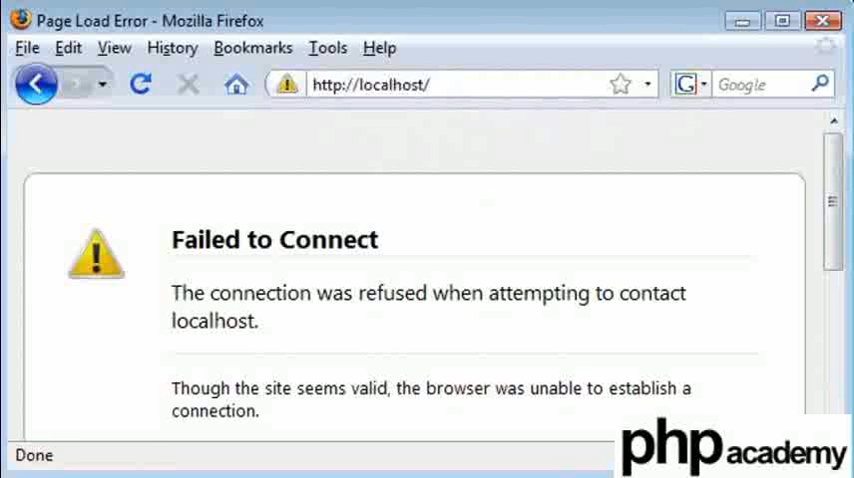 Page Load Error - Mozilla Firefox
File Edit View History Bookmarks Tools Help
http://localhost/ G Google
Failed to Connect
The connection was refused when attempting to contact
localhost.
Though the site seems valid, the browser was unable to establish a
connection.
Done
php academy